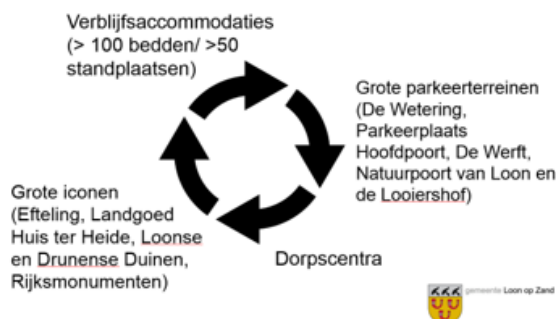 Verblijfsaccommodaties
(> 100 bedden/ >50
standplaatsen)
Grote parkeerterreinen
(De Wetering,
Parkeerplaats
Hoofdpoort, De Werft,
Natuurpoort van Loon en
de Looiershof)
Dorpscentra
Grote iconen
(Efteling, Landgoed
Huis ter Heide, Loonse
en Drunense Duinen,
Rijksmonumenten)
gemeente Loon op Zand